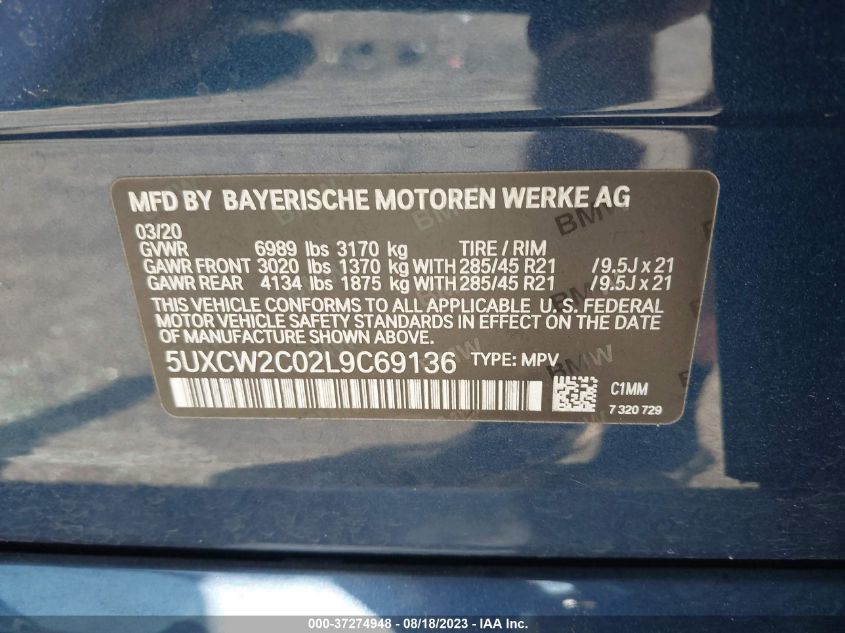 MFD BY BAYERISCHE MOTOREN WERKE AG
03/20
GVWR 6989 lbs 3170 kg TIRE / RIM
GAWR FRONT 3020 lbs 1370 kg WITH 285/45 R21 / 9.5J x 21
GAWR REAR 4134 lbs 1875 kg WITH 285/45 R21 / 9.5J x 21
THIS VEHICLE CONFORMS TO ALL APPLICABLE U. S. FEDERAL
MOTOR VEHICLE SAFETY STANDARDS IN EFFECT ON THE DATE
OF MANUFACTURE SHOWN ABOVE.
5UXCW2C02L9C69136 TYPE: MPV
C1MM
7 320 729
BMW
BMW
BMW
000-37274948 - 08/18/2023 - IAA Inc.